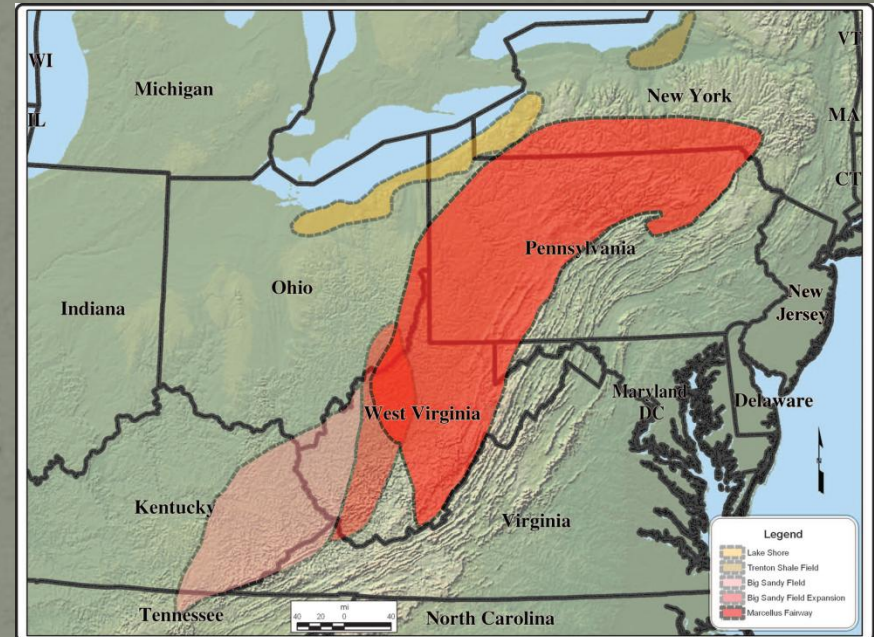 WI
Michigan
VT
New York
IL
MA
CT
Pennsylvania
Ohio
Indiana
New
Jersey
Maryland
DC
Delaware
West Virginia
Kentucky
Virginia
N
Tennessee
North Carolina
mi
40 20 0 40
Legend
Lake Shore
Trenton Shale Field
Big Sandy Field
Big Sandy Field Expansion
Marcellus Fairway